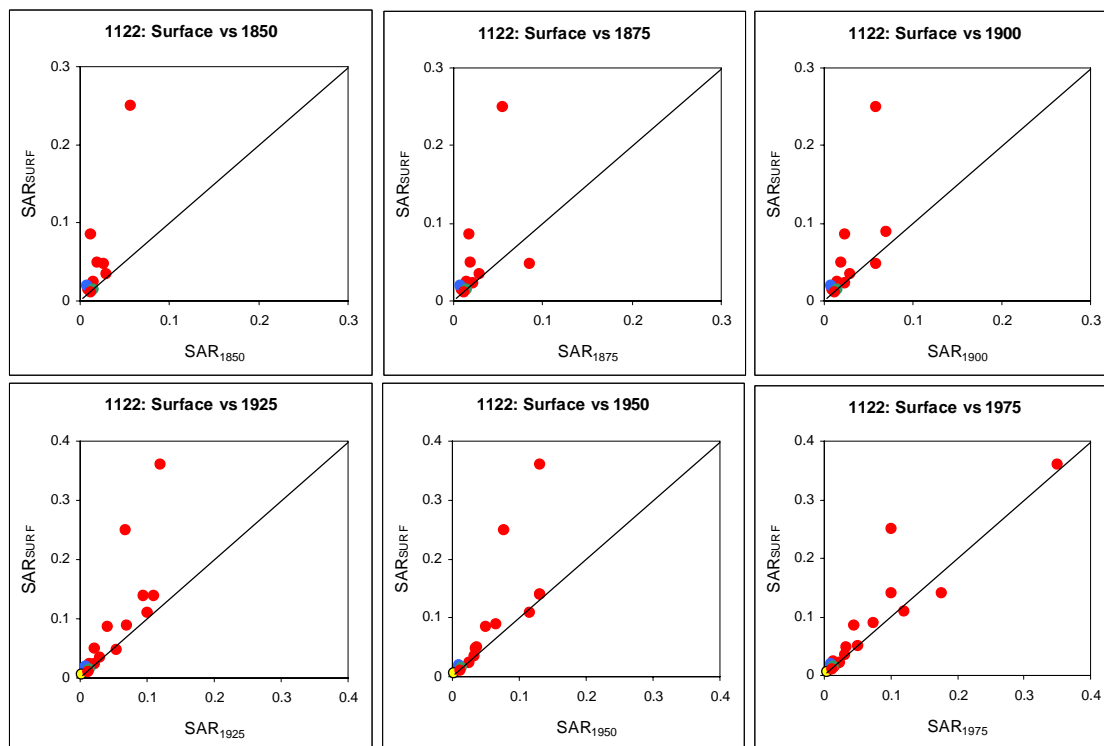 1122: Surface vs 1850
0.3
0.2
0.1
0
SARSURF
0 0.1 0.2 0.3
SAR1850
1122: Surface vs 1875
0.3
0.2
0.1
0
SARSURF
0 0.1 0.2 0.3
SAR1875
1122: Surface vs 1900
0.3
0.2
0.1
0
SARSURF
0 0.1 0.2 0.3
SAR1900
1122: Surface vs 1925
0.4
0.3
0.2
0.1
0
SARSURF
0 0.1 0.2 0.3 0.4
SAR1925
1122: Surface vs 1950
0.4
0.3
0.2
0.1
0
SARSURF
0 0.1 0.2 0.3 0.4
SAR1950
1122: Surface vs 1975
0.4
0.3
0.2
0.1
0
SARSURF
0 0.1 0.2 0.3 0.4
SAR1975